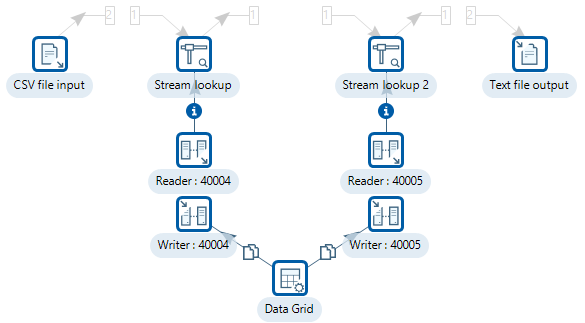 2 1 1 1 1 2
CSV file input Stream lookup Stream lookup 2 Text file output
Reader : 40004 Reader : 40005
Writer : 40004 Writer : 40005
Data Grid